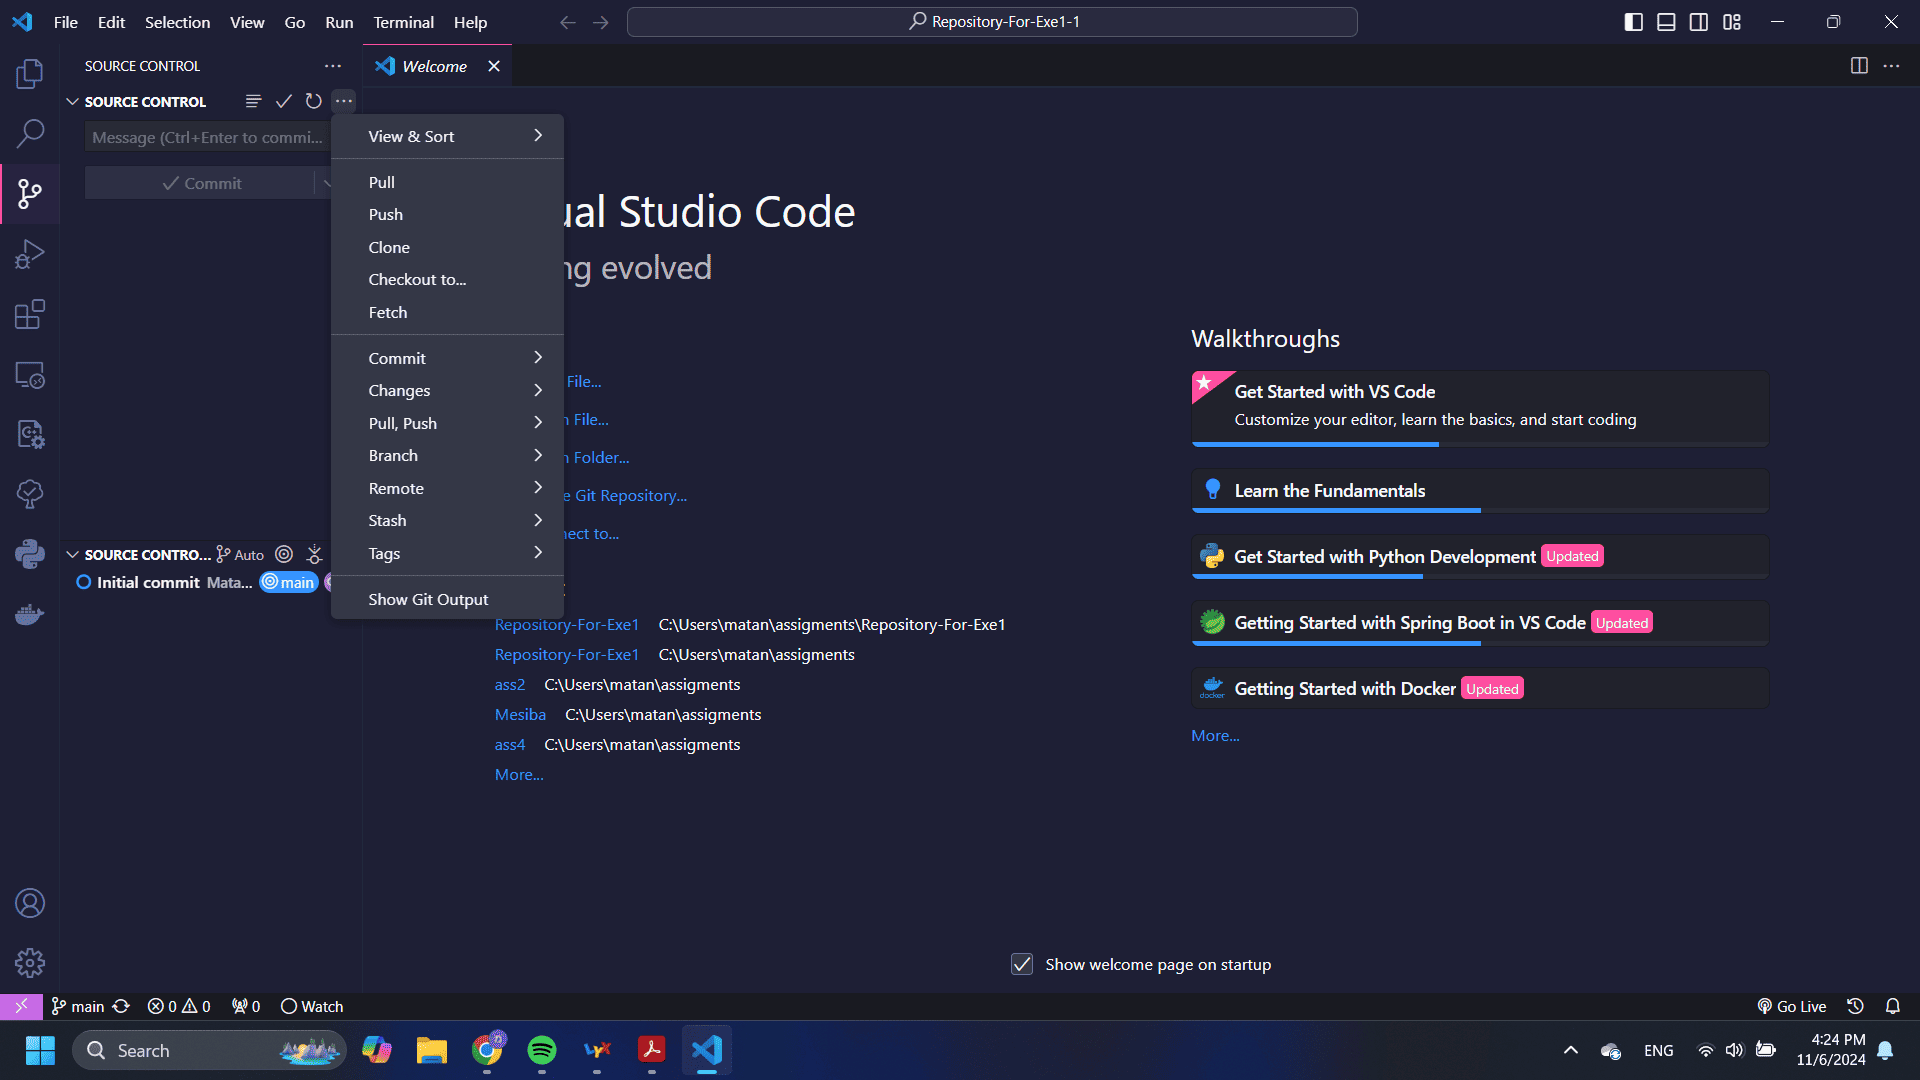 File Edit Selection View Go Run Terminal Help
Repository-For-Exe1-1
SOURCE CONTROL
Welcome
SOURCE CONTROL
Message (Ctrl+Enter to commi...
Commit
View & Sort
Pull
Push
Clone
Checkout to...
Fetch
Commit
Changes
Pull, Push
Branch
Remote
Stash
Tags
Show Git Output
Studio Code
evolved
File...
File...
Folder...
Git Repository...
to...
Repository-For-Exe1 C:\Users\matan\assigments\Repository-For-Exe1
Repository-For-Exe1 C:\Users\matan\assigments
ass2 C:\Users\matan\assigments
Mesiba C:\Users\matan\assigments
ass4 C:\Users\matan\assigments
More...
SOURCE CONTRO... Auto
Initial commit Mata... main
Walkthroughs
Get Started with VS Code
Customize your editor, learn the basics, and start coding
Learn the Fundamentals
Get Started with Python Development Updated
Getting Started with Spring Boot in VS Code Updated
docker
Getting Started with Docker Updated
More...
Show welcome page on startup
main 0 0 0 Watch
Go Live
Search
ENG
4:24 PM
11/6/2024